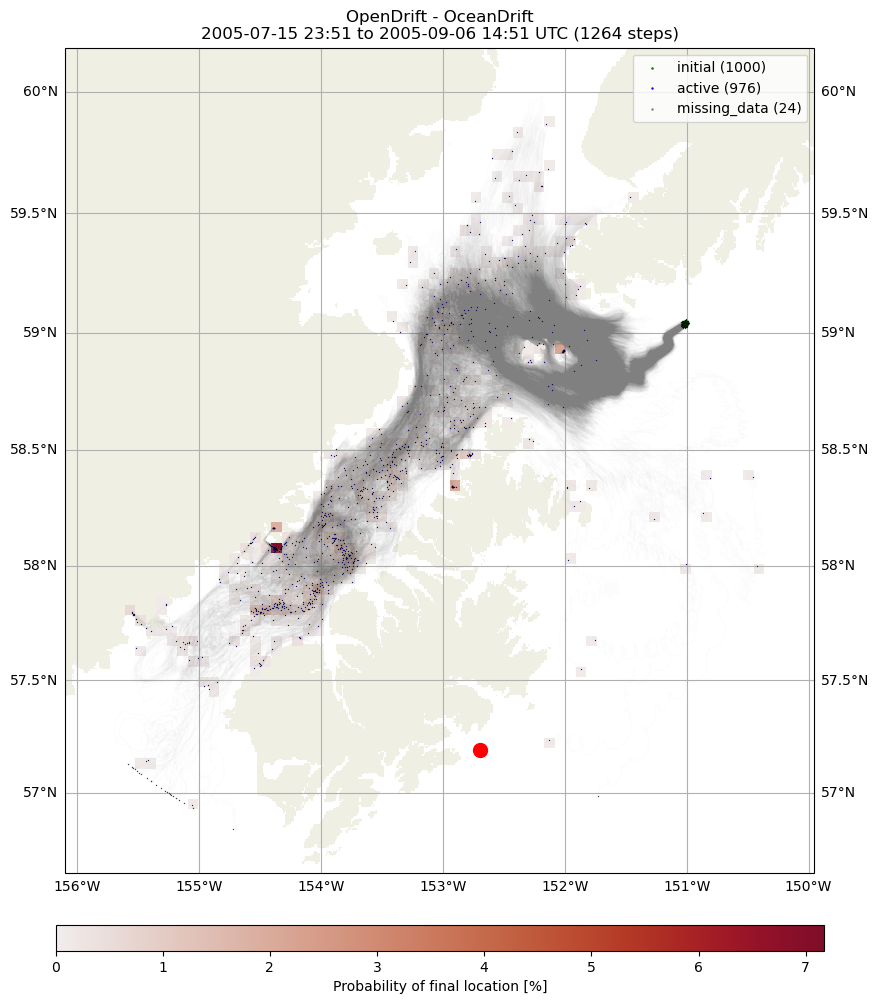 OpenDrift - OceanDrift
2005-07-15 23:51 to 2005-09-06 14:51 UTC (1264 steps)
initial (1000)
active (976)
missing_data (24)
60°N
60°N
59.5°N
59.5°N
59°N
59°N
58.5°N
58.5°N
58°N
58°N
57.5°N
57.5°N
57°N
57°N
156°W 155°W 154°W 153°W 152°W 151°W 150°W
0 1 2 3 4 5 6 7
Probability of final location [%]